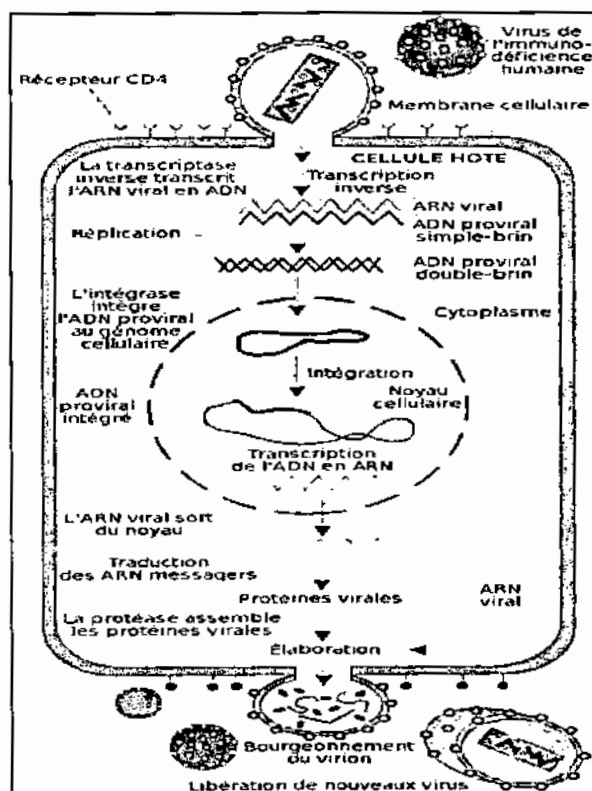 Virus de
l'immuno-
déficience
humaine
Récepteur CD4
Membrane cellulaire
CELLULE HOTE
La transcriptase
inverse transcrit
l'ARN viral en ADN
Transcription
inverse
ARN viral
ADN proviral
simple-brin
Réplication
ADN proviral
double-brin
L'intégrase
intègre
l'ADN proviral
au génome
cellulaire
Cytoplasme
Intégration
ADN
proviral
intégré
Noyau
cellulaire
Transcription
de l'ADN en ARN
L'ARN viral sort
du noyau
Traduction
des ARN messagers
Protéines virales
ARN
viral
La protéase assemble
les protéines virales
Élaboration
Bourgeonnement
du virion
Libération de nouveaux virus